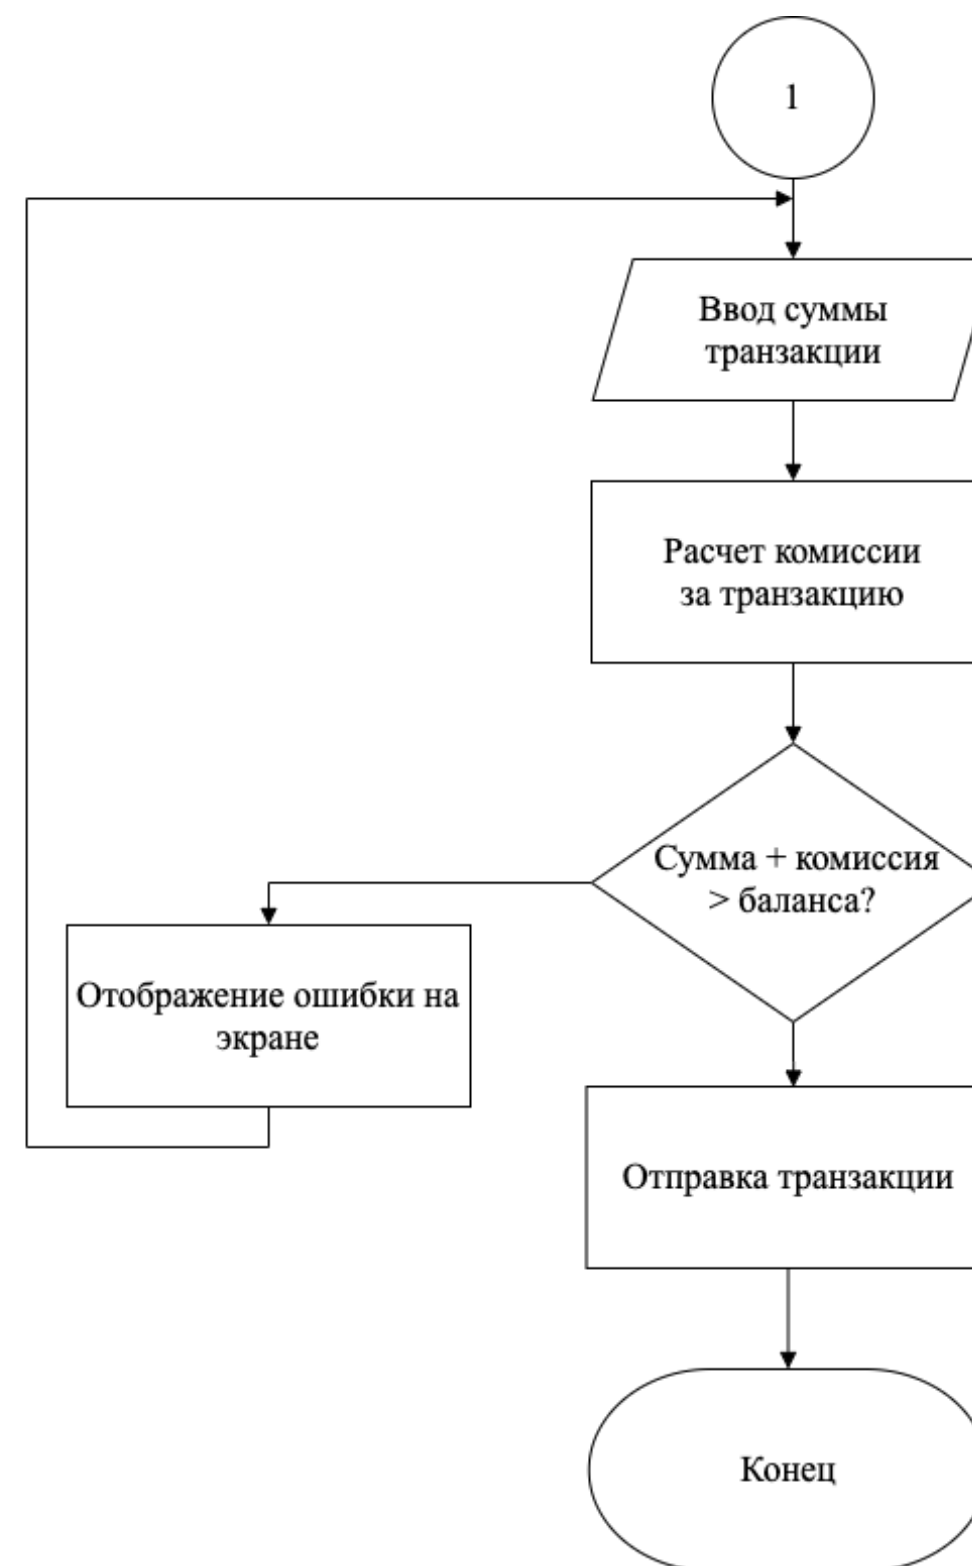 1
Ввод суммы
транзакции
Расчет комиссии
за транзакцию
Сумма + комиссия
> баланса?
Отображение ошибки на
экране
Отправка транзакции
Конец